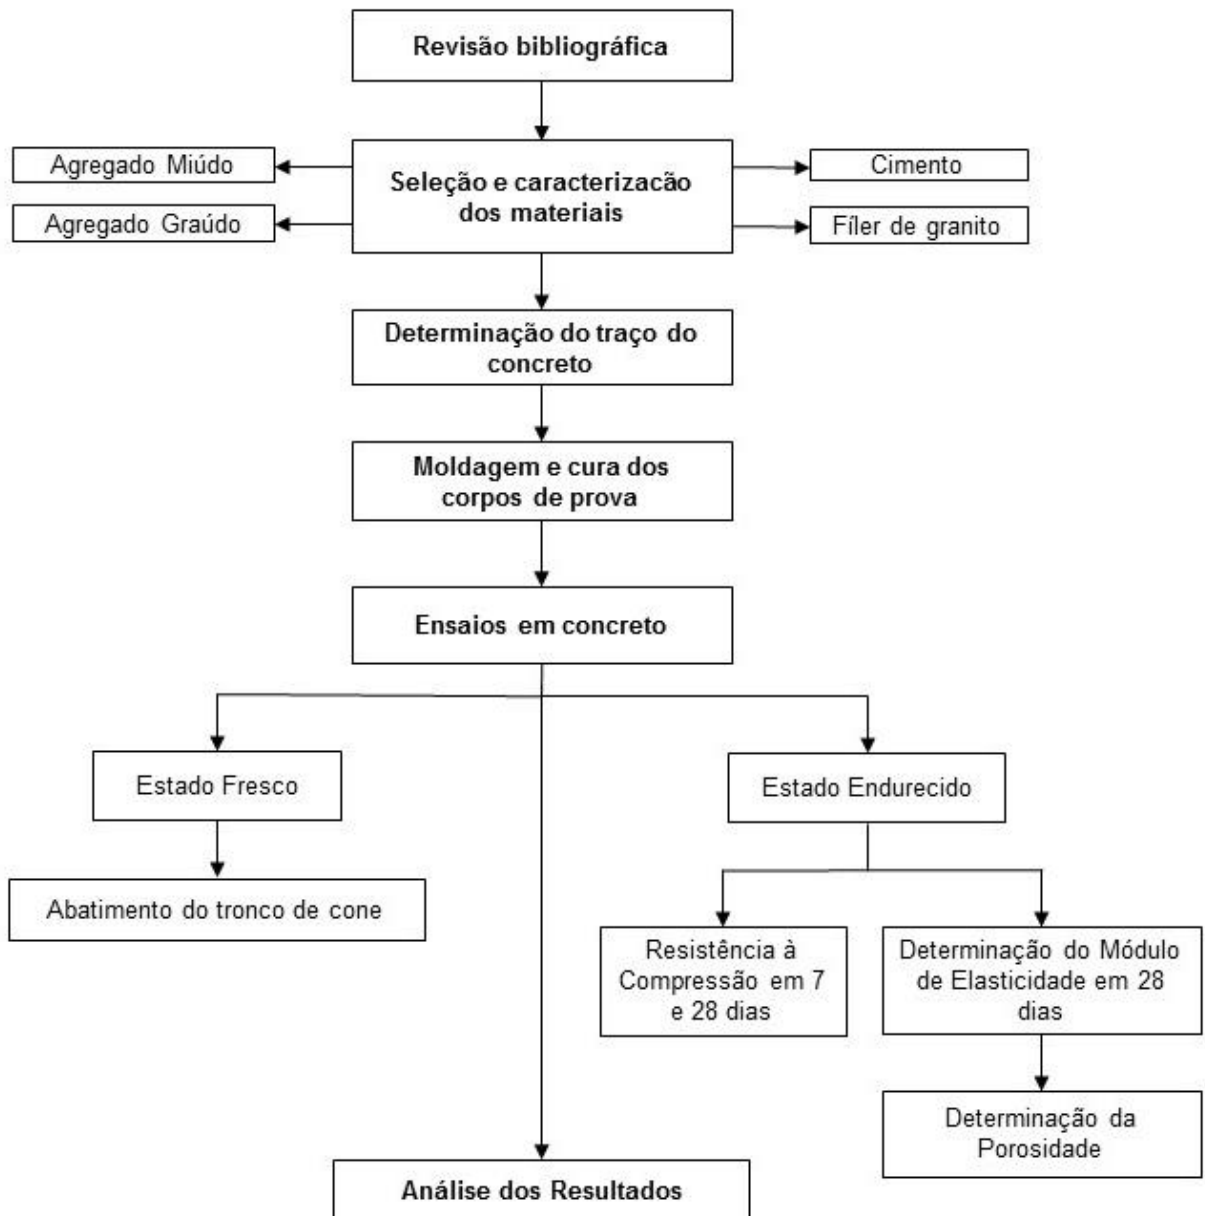 Revisão bibliográfica
Agregado Miúdo
Seleção e caracterizacão
dos materiais
Cimento
Agregado Graúdo
Fíler de granito
Determinação do traço do
concreto
Moldagem e cura dos
corpos de prova
Ensaios em concreto
Estado Fresco
Estado Endurecido
Abatimento do tronco de cone
Resistência à
Compressão em 7
e 28 dias
Determinação do Módulo
de Elasticidade em 28
dias
Determinação da
Porosidade
Análise dos Resultados